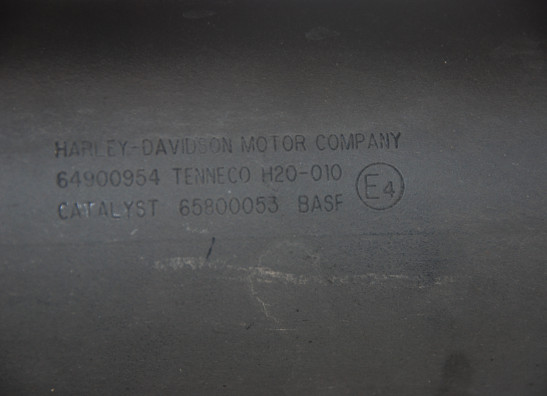 HARLEY-DAVIDSON MOTOR COMPANY
64900954 TENNECO H20-010 E4
CATALYST 65800053 BASF